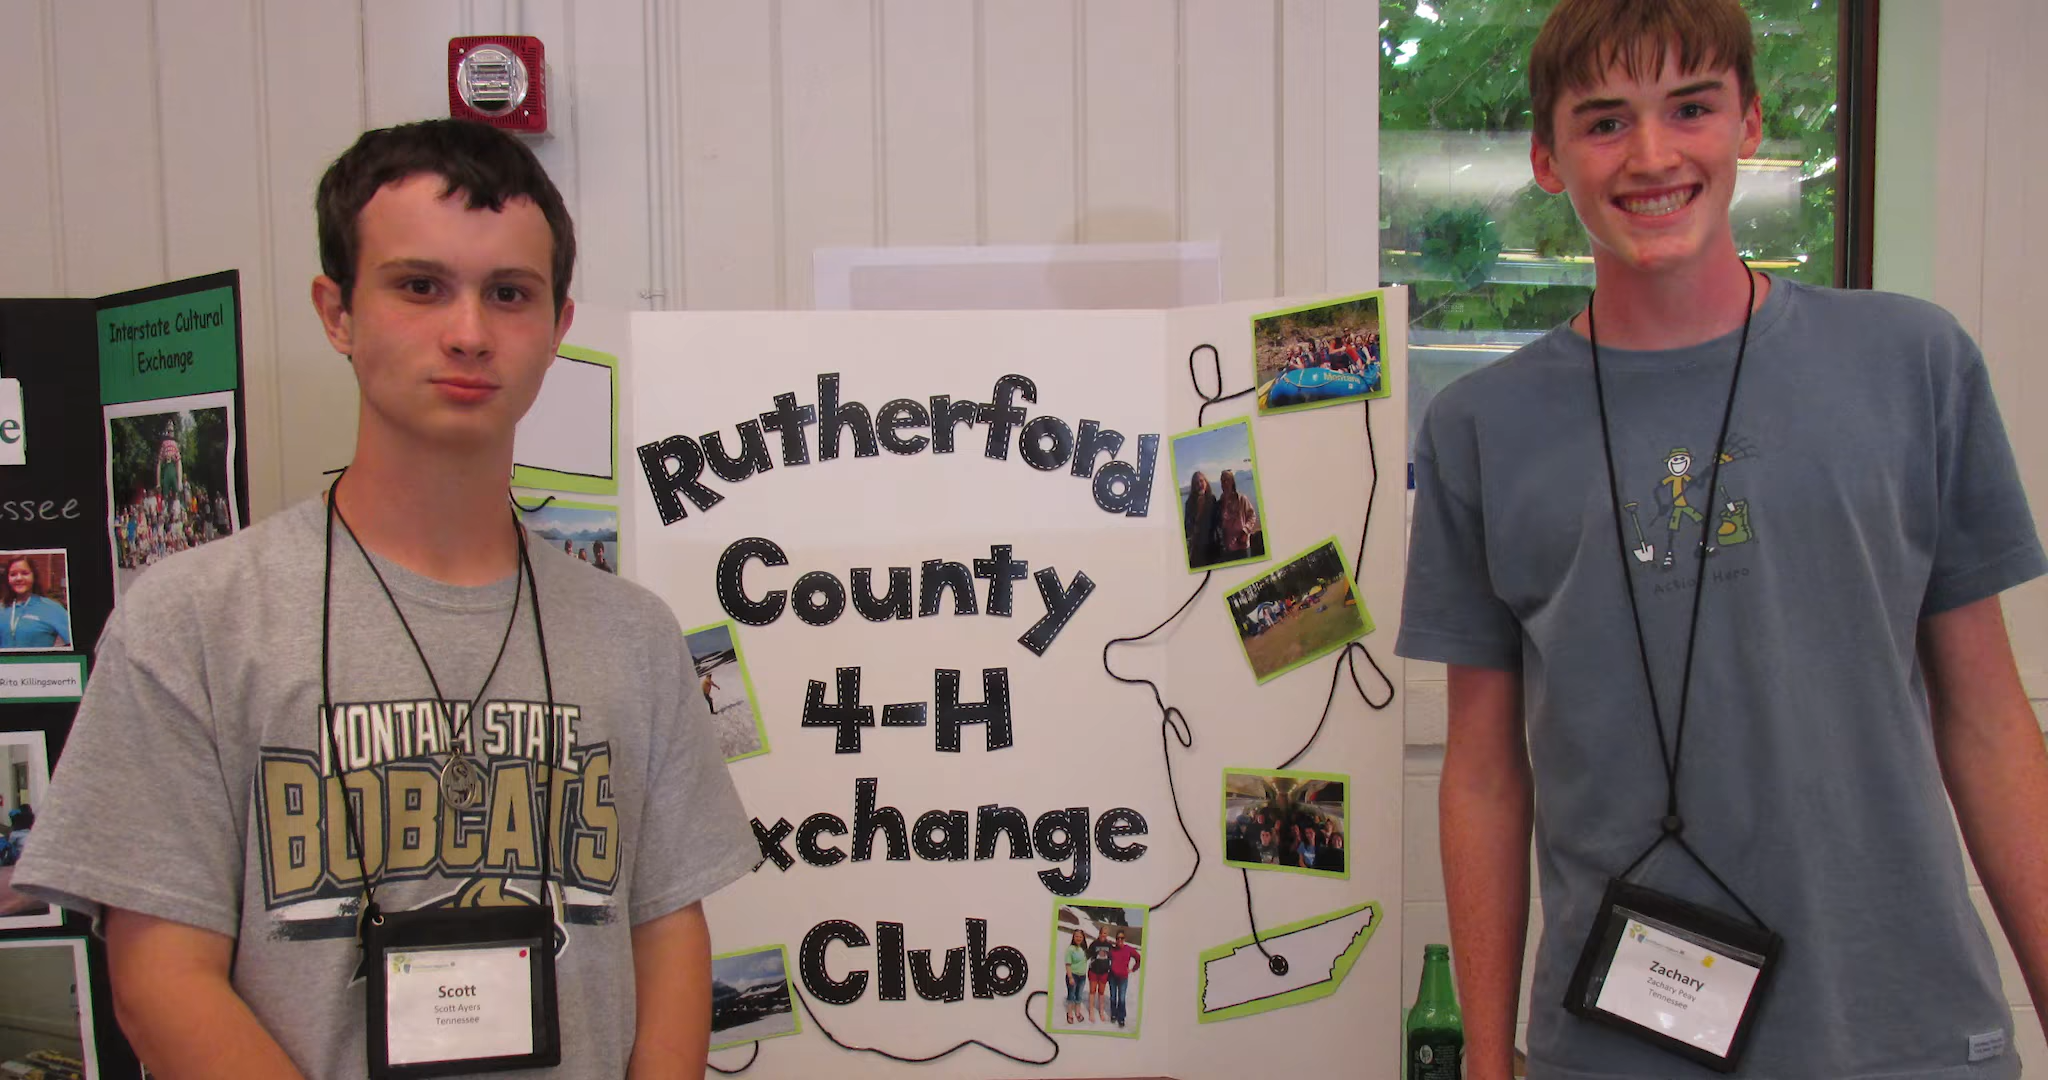 Interstate Cultural
Exchange
e
ssee
Rita Killingsworth
Rutherford
County
4-H
xchange
Club
Montana
MONTANA STATE
BOBCATS
Scott
Scott Ayers
Tennessee
Action Hero
Zachary
Zachary Peay
Tennessee